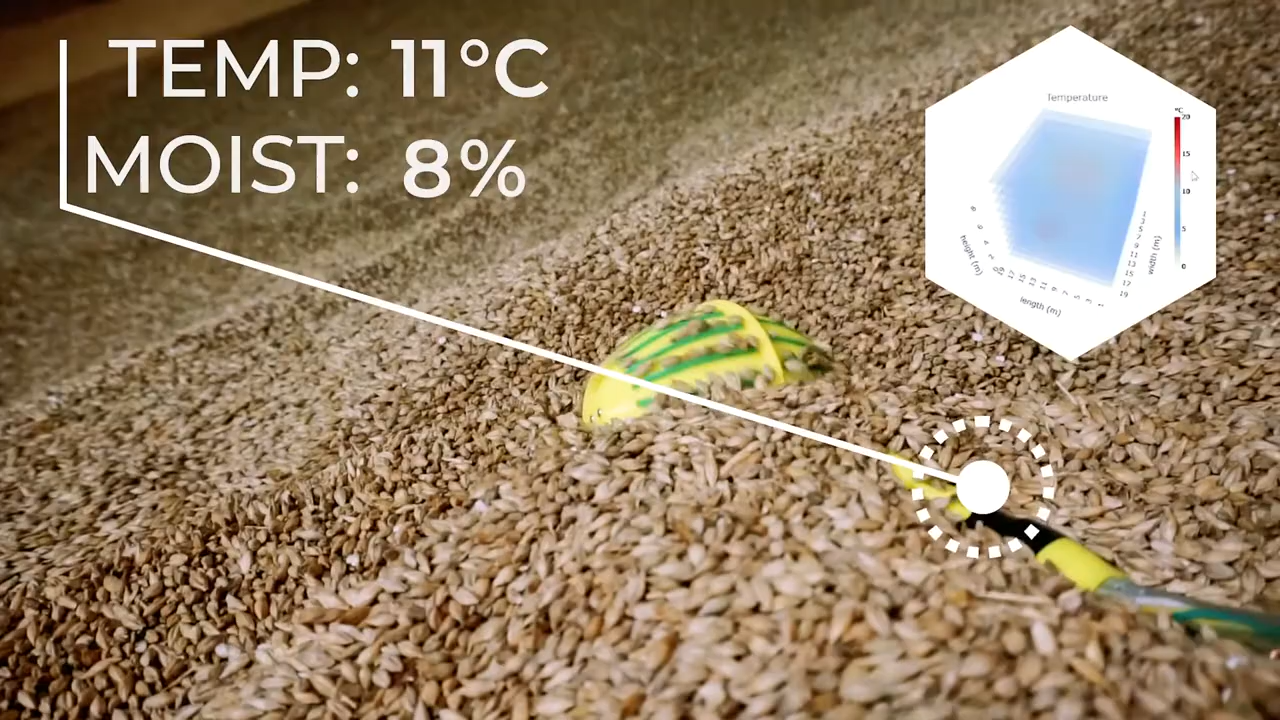 TEMP: 11°C
MOIST: 8%
Temperature
°C
20
15
10
5
0
height (m)
length (m)
width (m)